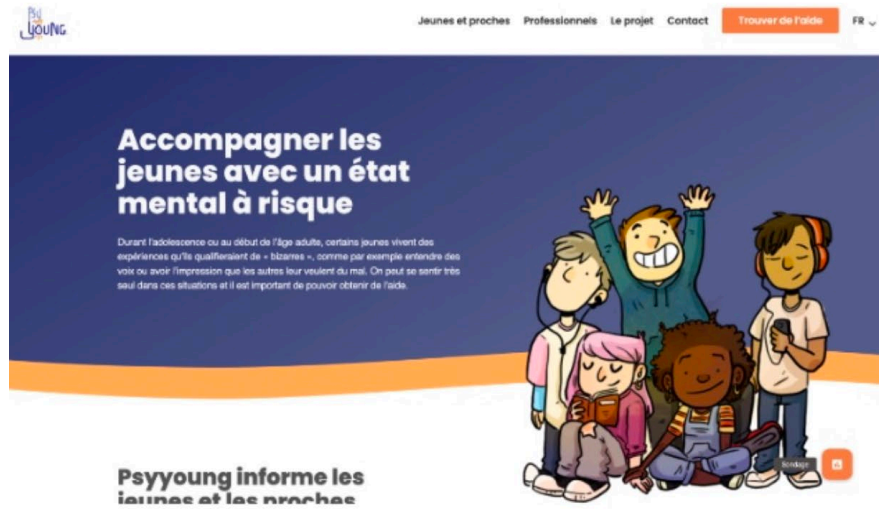 Psy
YOUNG
Jeunes et proches Professionnels Le projet Contact Trouver de l'aide FR
Accompagner les
jeunes avec un état
mental à risque
Durant l'adolescence ou au début de l'âge adulte, certains jeunes vivent des
expériences qu'ils qualifieraient de « bizarres », comme par exemple entendre des
voix ou avoir l'impression que les autres leur veulent du mal. On peut se sentir très
seul dans ces situations et il est important de pouvoir obtenir de l'aide.
Sondage
Psyyoung informe les
jeunes et les proches